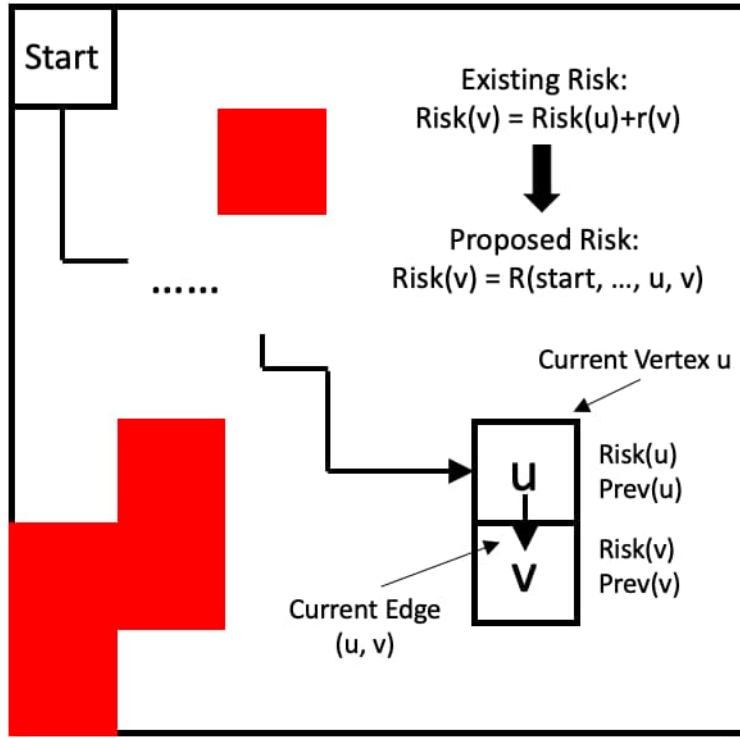 Start
Existing Risk:
Risk(v) = Risk(u)+r(v)
Proposed Risk:
Risk(v) = R(start, ..., u, v)
......
Current Vertex u
u
Risk(u)
Prev(u)
v
Risk(v)
Prev(v)
Current Edge
(u, v)